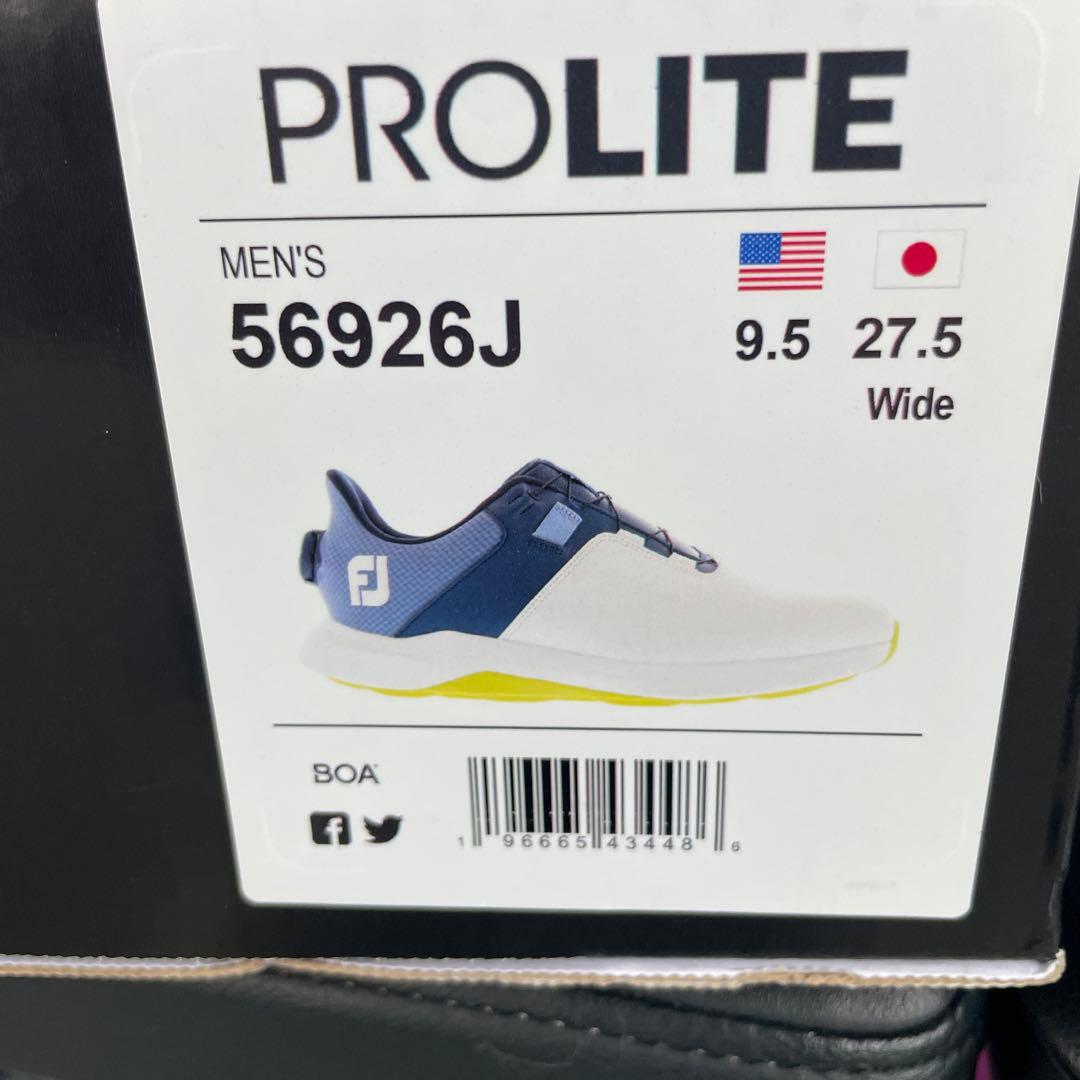 PROLITE
MEN'S
56926J
9.5 27.5
Wide
FJ
BOA
1 96665 43448 6